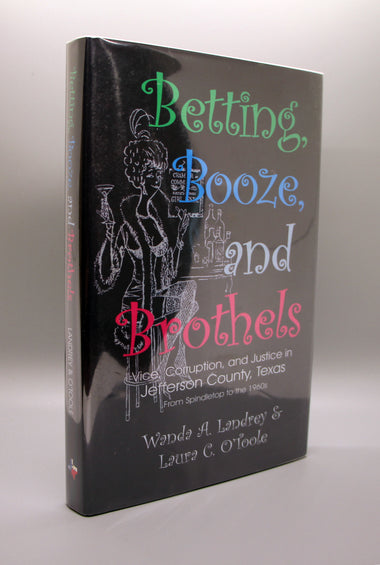 Betting,
Booze,
and
Brothels
Vice, Corruption, and Justice in
Jefferson County, Texas
From Spindletop to the 1960s
Wanda A. Landrey &
Laura C. O'Toole
Betting, Booze, and Brothels
LANDREY & O'TOOLE